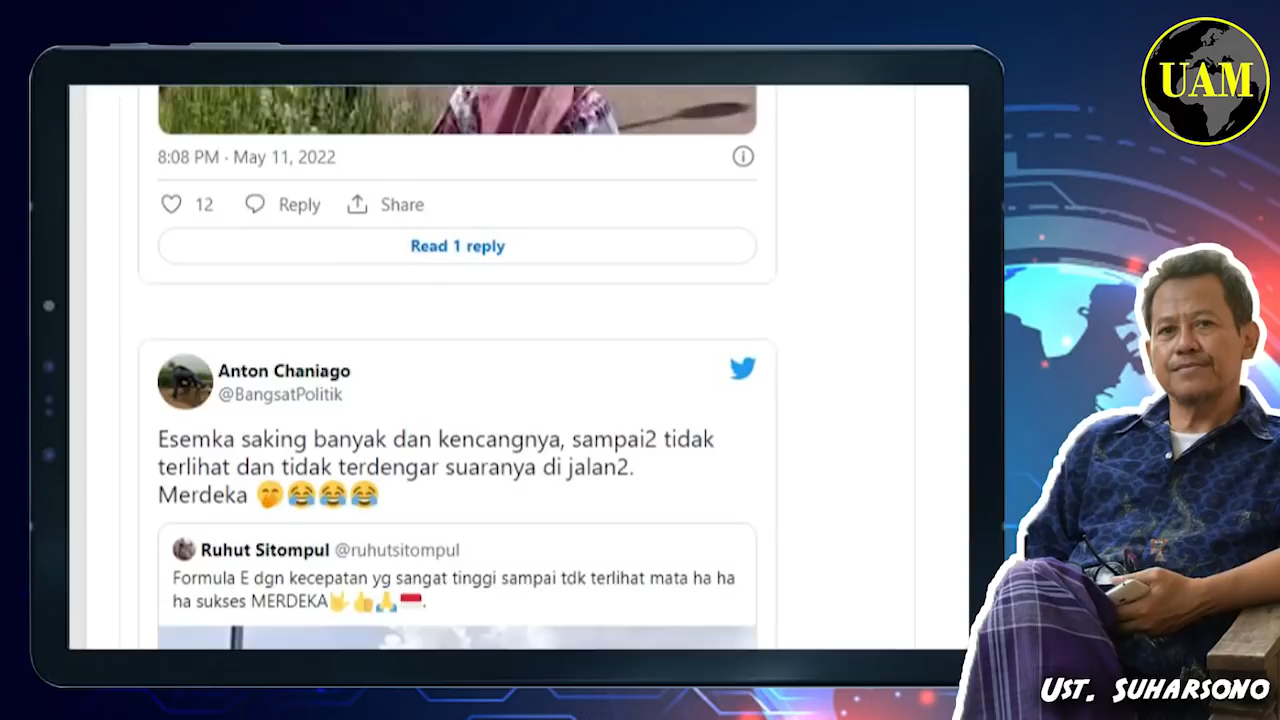 UAM
8:08 PM · May 11, 2022
12 Reply Share
Read 1 reply
Anton Chaniago
@BangsatPolitik
Esemka saking banyak dan kencangnya, sampai2 tidak
terlihat dan tidak terdengar suaranya di jalan2.
Merdeka 🤭😂😂😂
Ruhut Sitompul @ruhutsitompul
Formula E dgn kecepatan yg sangat tinggi sampai tdk terlihat mata ha ha
ha sukses MERDEKA🤟👍🙏🇮🇩.
Ust. Suharsono